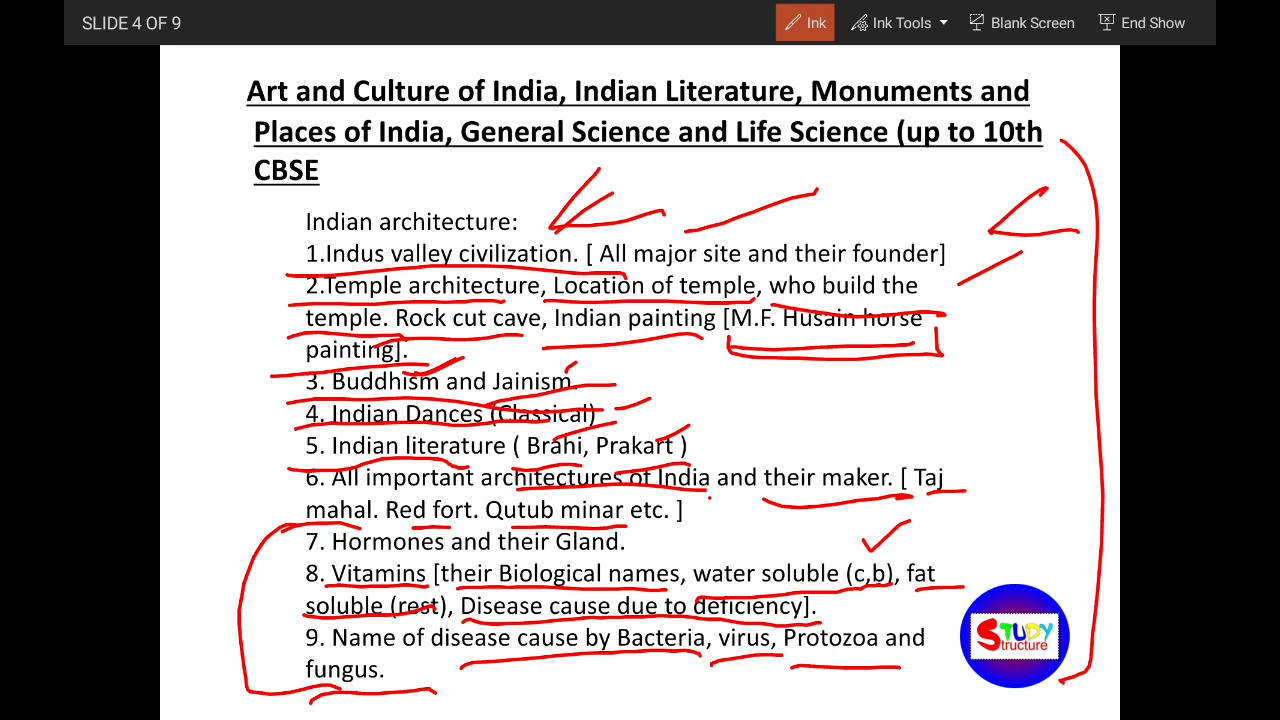 SLIDE 4 OF 9
Ink
Ink Tools
Blank Screen
End Show
Art and Culture of India, Indian Literature, Monuments and
Places of India, General Science and Life Science (up to 10th
CBSE
Indian architecture:
1.Indus valley civilization. [ All major site and their founder]
2.Temple architecture, Location of temple, who build the
temple. Rock cut cave, Indian painting [M.F. Husain horse
painting].
3. Buddhism and Jainism.
4. Indian Dances (Classical)
5. Indian literature ( Brahi, Prakart )
6. All important architectures of India and their maker. [ Taj
mahal. Red fort. Qutub minar etc. ]
7. Hormones and their Gland.
8. Vitamins [their Biological names, water soluble (c,b), fat
soluble (rest), Disease cause due to deficiency].
9. Name of disease cause by Bacteria, virus, Protozoa and
fungus.
STUDY
Structure